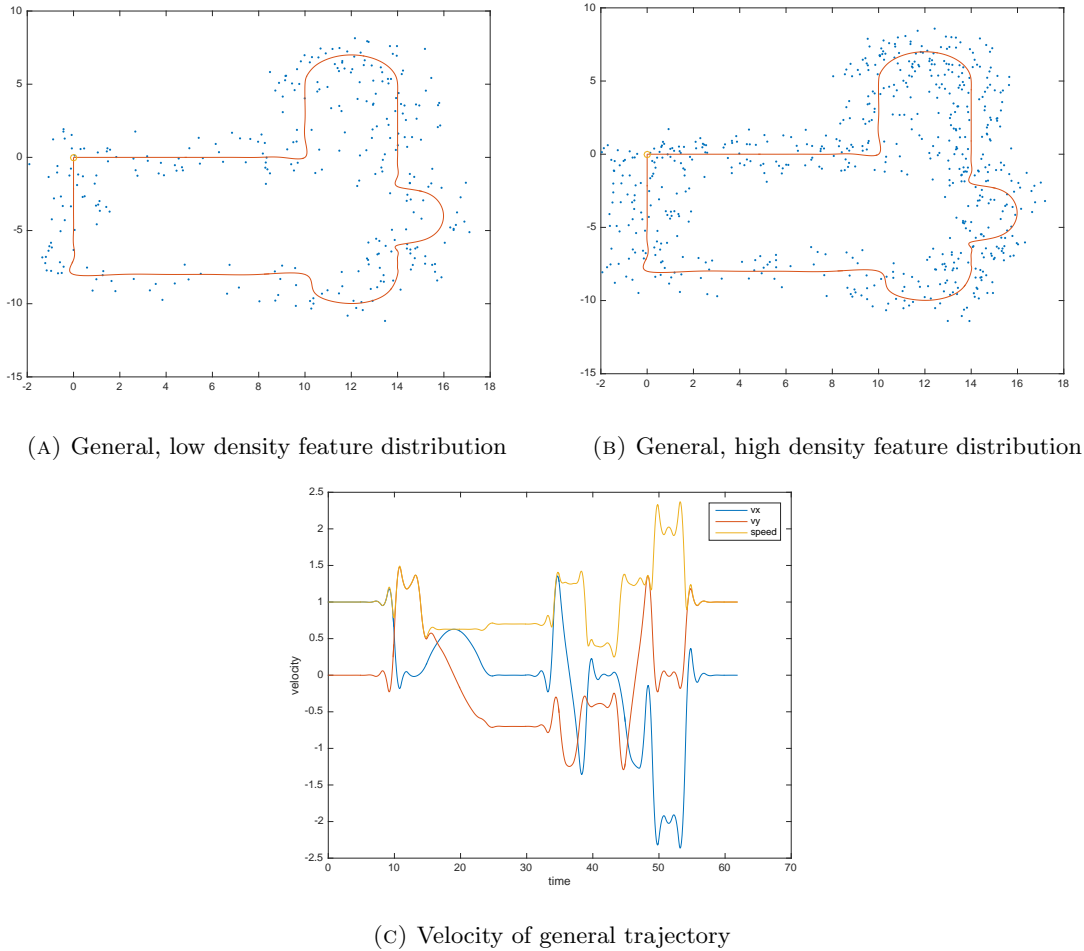 10
5
0
-5
-10
-15
-2 0 2 4 6 8 10 12 14 16 18
10
5
0
-5
-10
-15
-2 0 2 4 6 8 10 12 14 16 18
(A) General, low density feature distribution
(B) General, high density feature distribution
2.5
2
1.5
1
0.5
0
-0.5
-1
-1.5
-2
-2.5
velocity
vx
vy
speed
0 10 20 30 40 50 60 70
time
(C) Velocity of general trajectory